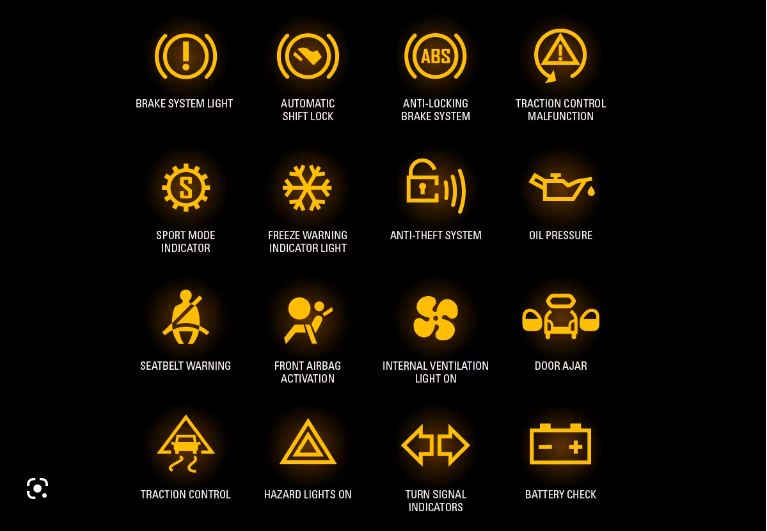 !
ABS
!
BRAKE SYSTEM LIGHT
AUTOMATIC
SHIFT LOCK
ANTI-LOCKING
BRAKE SYSTEM
TRACTION CONTROL
MALFUNCTION
S
SPORT MODE
INDICATOR
FREEZE WARNING
INDICATOR LIGHT
ANTI-THEFT SYSTEM
OIL PRESSURE
SEATBELT WARNING
FRONT AIRBAG
ACTIVATION
INTERNAL VENTILATION
LIGHT ON
DOOR AJAR
- +
TRACTION CONTROL
HAZARD LIGHTS ON
TURN SIGNAL
INDICATORS
BATTERY CHECK